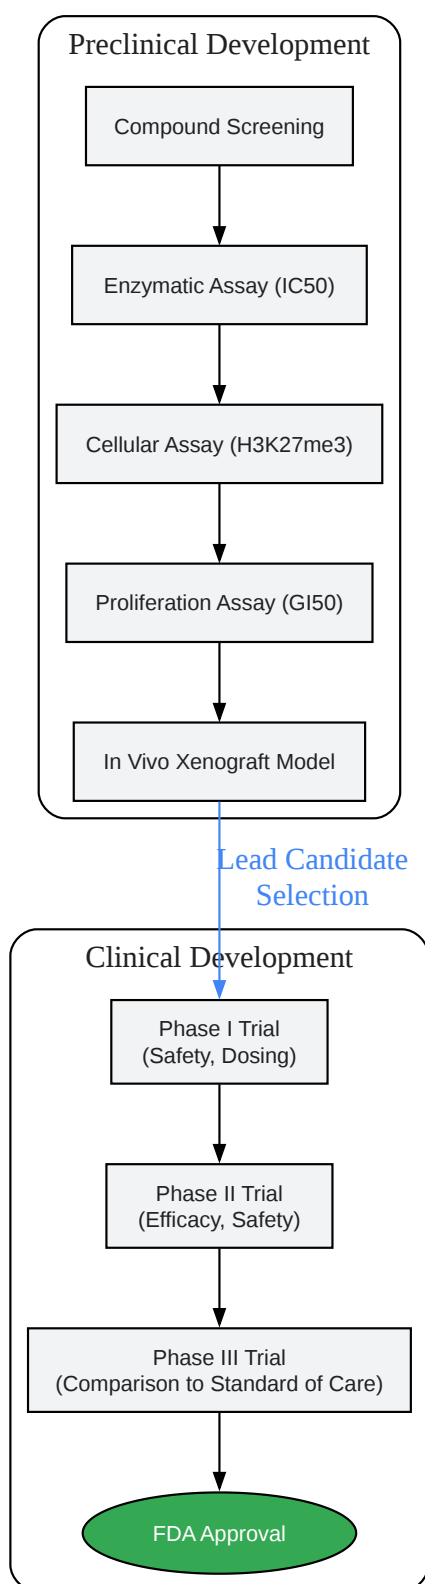 Preclinical Development
Compound Screening
Enzymatic Assay (IC50)
Cellular Assay (H3K27me3)
Proliferation Assay (GI50)
In Vivo Xenograft Model
Lead Candidate
Selection
Clinical Development
Phase I Trial
(Safety, Dosing)
Phase II Trial
(Efficacy, Safety)
Phase III Trial
(Comparison to Standard of Care)
FDA Approval